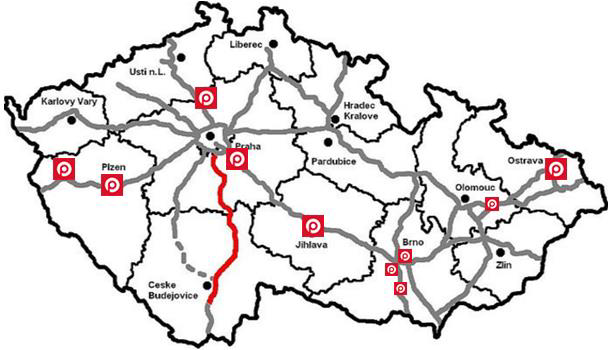 Liberec
Usti n.L.
Karlovy Vary
Hradec
Kralove
Praha
Plzen
Pardubice
Ostrava
Olomouc
Jihlava
Brno
Zlin
Ceske
Budejovice